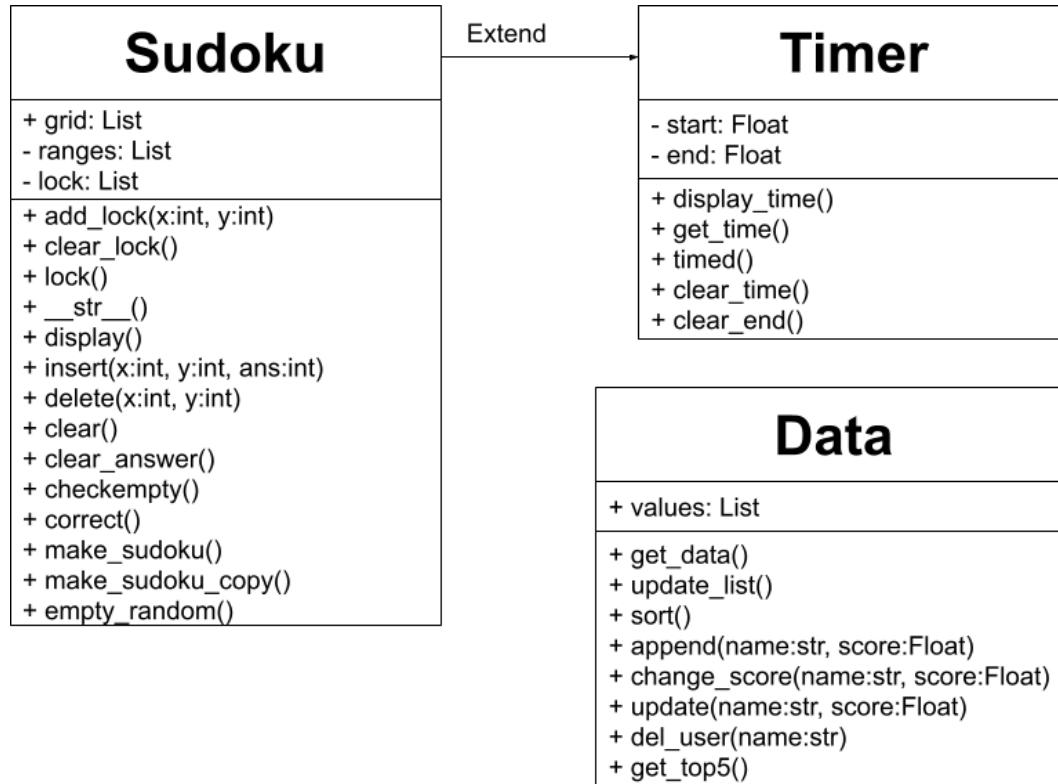 Sudoku
+ grid: List
- ranges: List
- lock: List
+ add_lock(x:int, y:int)
+ clear_lock()
+ lock()
+ __str__()
+ display()
+ insert(x:int, y:int, ans:int)
+ delete(x:int, y:int)
+ clear()
+ clear_answer()
+ checkempty()
+ correct()
+ make_sudoku()
+ make_sudoku_copy()
+ empty_random()
Extend
Timer
- start: Float
- end: Float
+ display_time()
+ get_time()
+ timed()
+ clear_time()
+ clear_end()
Data
+ values: List
+ get_data()
+ update_list()
+ sort()
+ append(name:str, score:Float)
+ change_score(name:str, score:Float)
+ update(name:str, score:Float)
+ del_user(name:str)
+ get_top5()